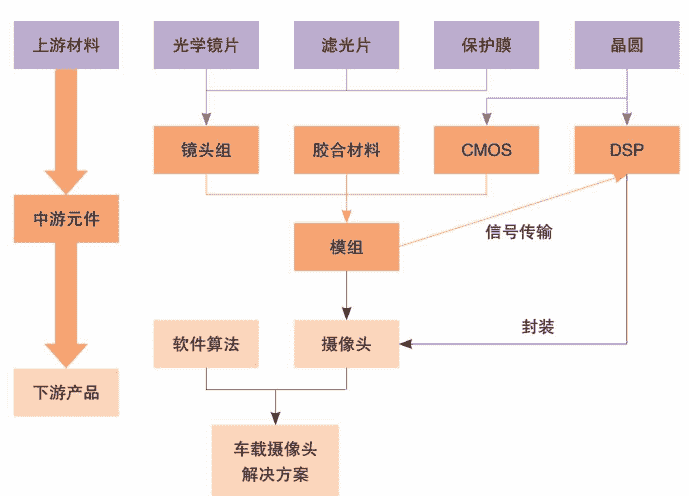 上游材料
光学镜片
滤光片
保护膜
晶圆
镜头组
胶合材料
CMOS
DSP
中游元件
模组
信号传输
软件算法
摄像头
封装
下游产品
车载摄像头
解决方案